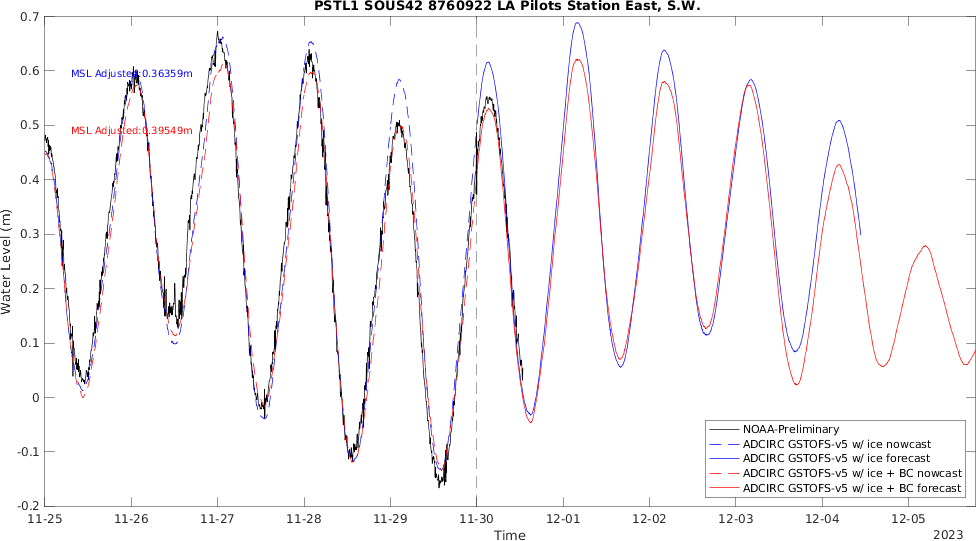 PSTL1 SOUS42 8760922 LA Pilots Station East, S.W.
0.7
0.6
0.5
0.4
0.3
0.2
0.1
0
-0.1
-0.2
Water Level (m)
MSL Adjusted:0.36359m
MSL Adjusted:0.39549m
NOAA-Preliminary
ADCIRC GSTOFS-v5 w/ ice nowcast
ADCIRC GSTOFS-v5 w/ ice forecast
ADCIRC GSTOFS-v5 w/ ice + BC nowcast
ADCIRC GSTOFS-v5 w/ ice + BC forecast
11-25 11-26 11-27 11-28 11-29 11-30 12-01 12-02 12-03 12-04 12-05
Time
2023